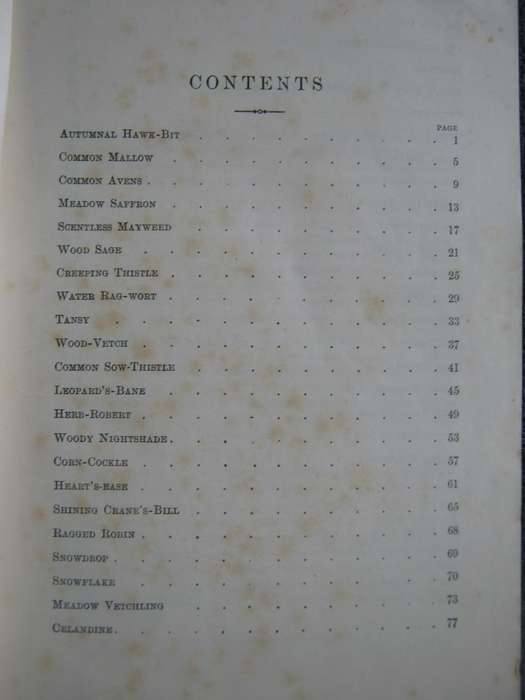 CONTENTS
PAGE
AUTUMNAL HAWK-BIT . . . . . . . . . . 1
COMMON MALLOW . . . . . . . . . . . 5
COMMON AVENS . . . . . . . . . . . . 9
MEADOW SAFFRON . . . . . . . . . . . 13
SCENTLESS MAYWEED . . . . . . . . . . 17
WOOD SAGE . . . . . . . . . . . . 21
CREEPING THISTLE . . . . . . . . . . . 25
WATER RAG-WORT . . . . . . . . . . . 29
TANSY . . . . . . . . . . . . . 33
WOOD-VETCH . . . . . . . . . . . . 37
COMMON SOW-THISTLE . . . . . . . . . . 41
LEOPARD'S-BANE . . . . . . . . . . . 45
HERB-ROBERT . . . . . . . . . . . . 49
WOODY NIGHTSHADE . . . . . . . . . . . 53
CORN-COCKLE . . . . . . . . . . . . 57
HEART'S-EASE . . . . . . . . . . . . 61
SHINING CRANE'S-BILL . . . . . . . . . . 65
RAGGED ROBIN . . . . . . . . . . . . 68
SNOWDROP . . . . . . . . . . . . . 69
SNOWFLAKE . . . . . . . . . . . . 70
MEADOW VETCHLING . . . . . . . . . . 73
CELANDINE . . . . . . . . . . . . . 77